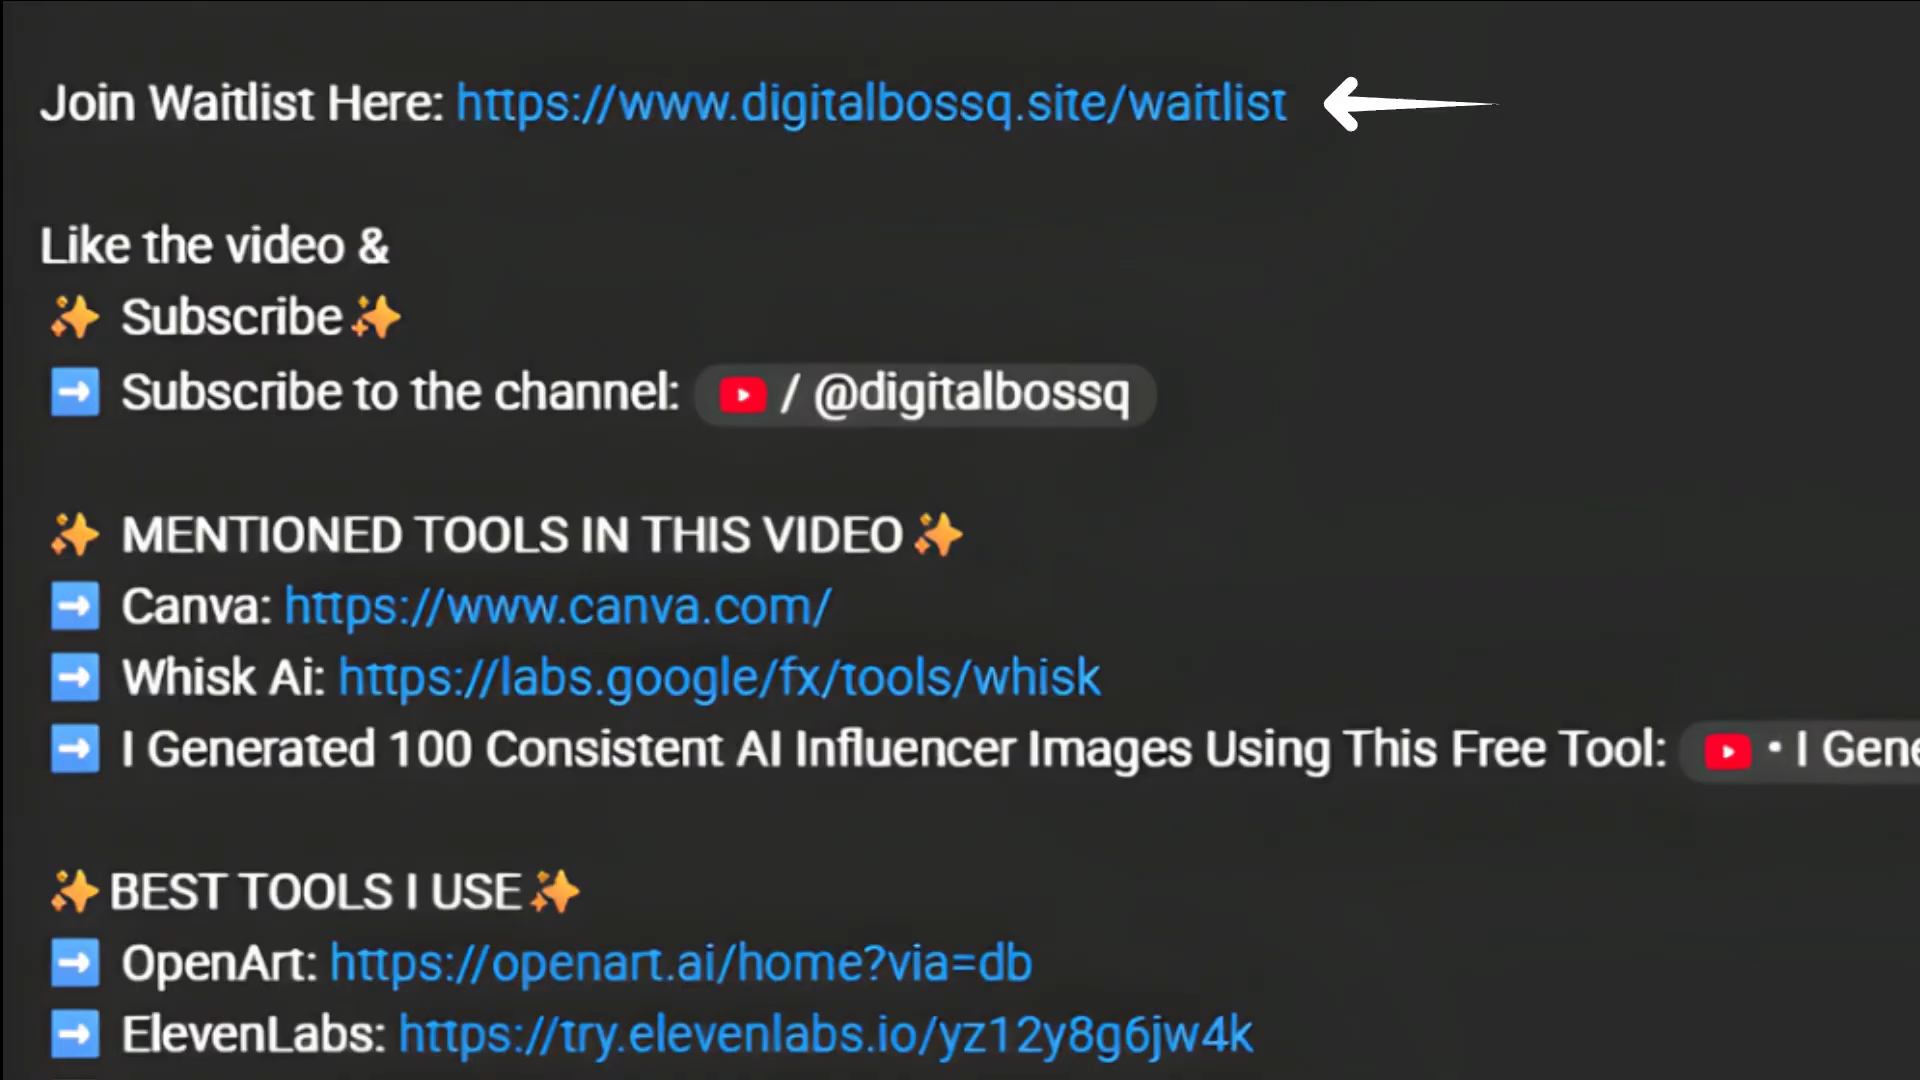 Join Waitlist Here: https://www.digitalbossq.site/waitlist
Like the video &
✨ Subscribe✨
➡️ Subscribe to the channel: / @digitalbossq
✨ MENTIONED TOOLS IN THIS VIDEO ✨
➡️ Canva: https://www.canva.com/
➡️ Whisk Ai: https://labs.google/fx/tools/whisk
➡️ I Generated 100 Consistent AI Influencer Images Using This Free Tool: • I Gene
✨BEST TOOLS I USE✨
➡️ OpenArt: https://openart.ai/home?via=db
➡️ ElevenLabs: https://try.elevenlabs.io/yz12y8g6jw4k